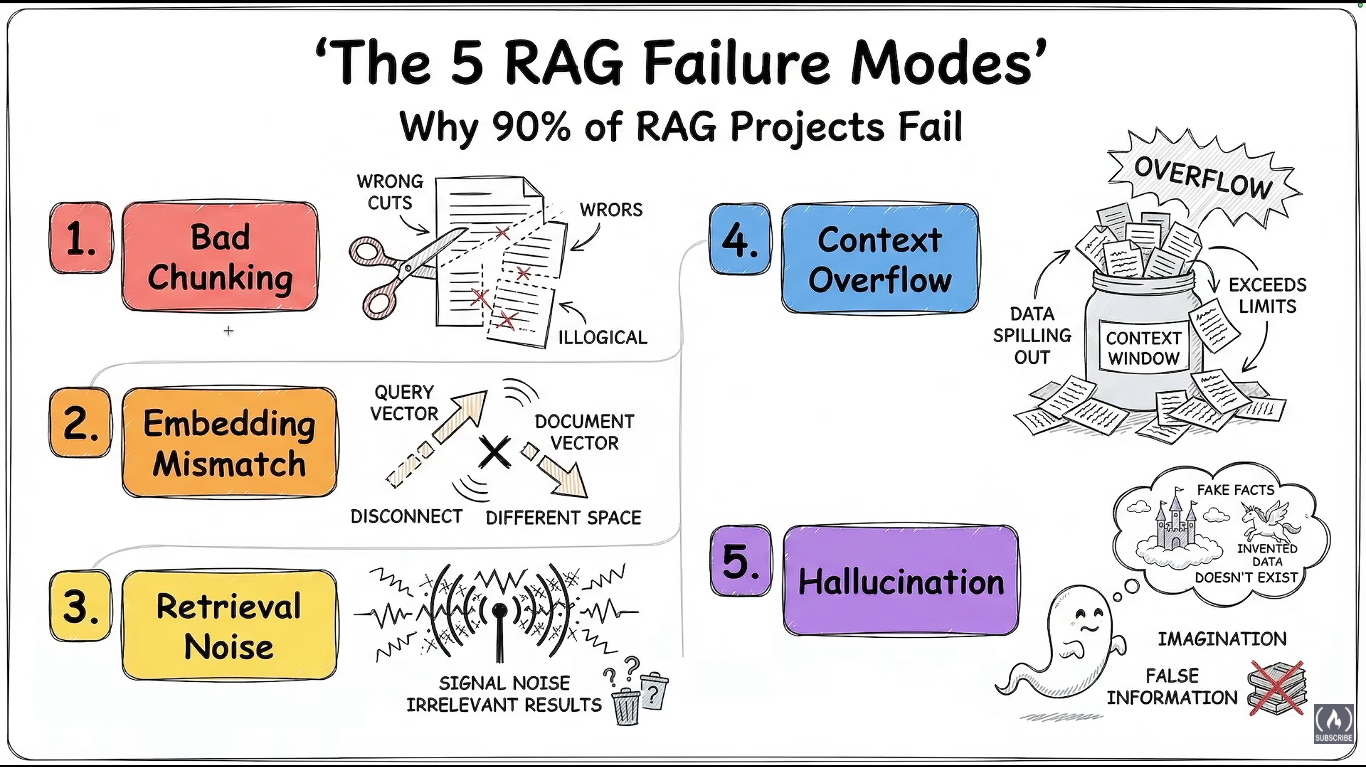 ‘The 5 RAG Failure Modes’
Why 90% of RAG Projects Fail
1.
Bad
Chunking
WRONG
CUTS
WRORS
ILLOGICAL
2.
Embedding
Mismatch
QUERY
VECTOR
DOCUMENT
VECTOR
DISCONNECT
DIFFERENT SPACE
3.
Retrieval
Noise
SIGNAL NOISE
IRRELEVANT RESULTS
? ? ?
?
4.
Context
Overflow
OVERFLOW
DATA
SPILLING
OUT
EXCEEDS
LIMITS
CONTEXT
WINDOW
5.
Hallucination
FAKE FACTS
INVENTED
DATA
DOESN'T EXIST
IMAGINATION
FALSE
INFORMATION
SUBSCRIBE